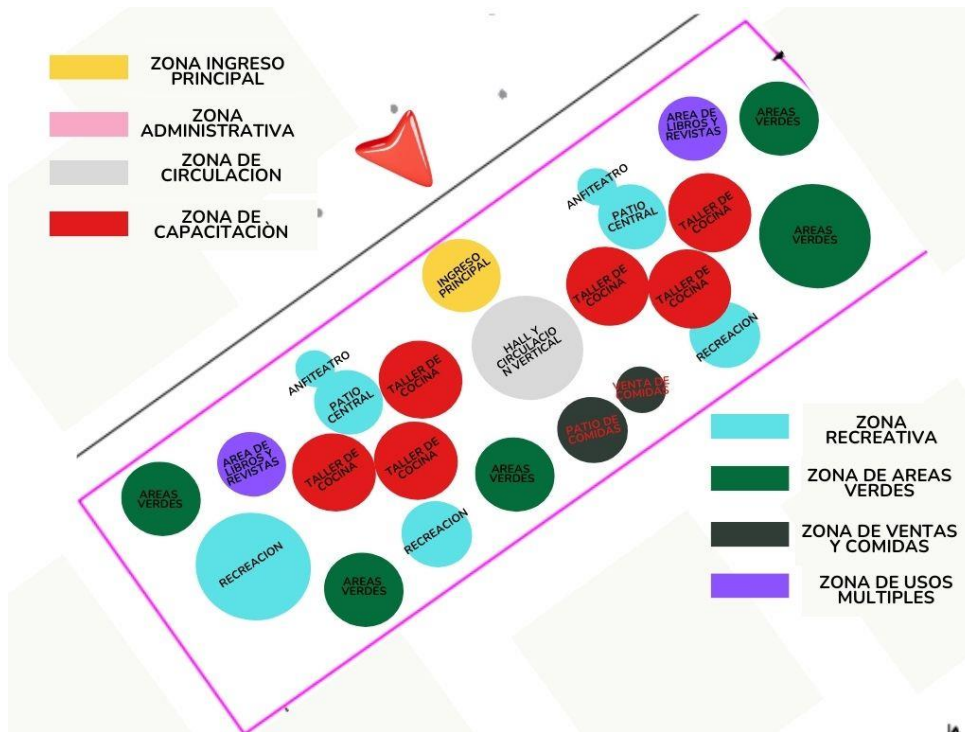 ZONA INGRESO
PRINCIPAL
ZONA
ADMINISTRATIVA
ZONA DE
CIRCULACION
ZONA DE
CAPACITACIÒN
AREA DE
LIBROS Y
REVISTAS
AREAS
VERDES
ANFITEATRO
PATIO
CENTRAL
TALLER DE
COCINA
AREAS
VERDES
INGRESO
PRINCIPAL
TALLER DE
COCINA
TALLER DE
COCINA
RECREACION
HALL Y
CIRCULACIO
N VERTICAL
ANFITEATRO
PATIO
CENTRAL
TALLER DE
COCINA
VENTA DE
COMIDAS
PATIO DE
COMIDAS
AREA DE
LIBROS Y
REVISTAS
TALLER DE
COCINA
TALLER DE
COCINA
AREAS
VERDES
AREAS
VERDES
RECREACION
RECREACION
AREAS
VERDES
ZONA
RECREATIVA
ZONA DE AREAS
VERDES
ZONA DE VENTAS
Y COMIDAS
ZONA DE USOS
MULTIPLES